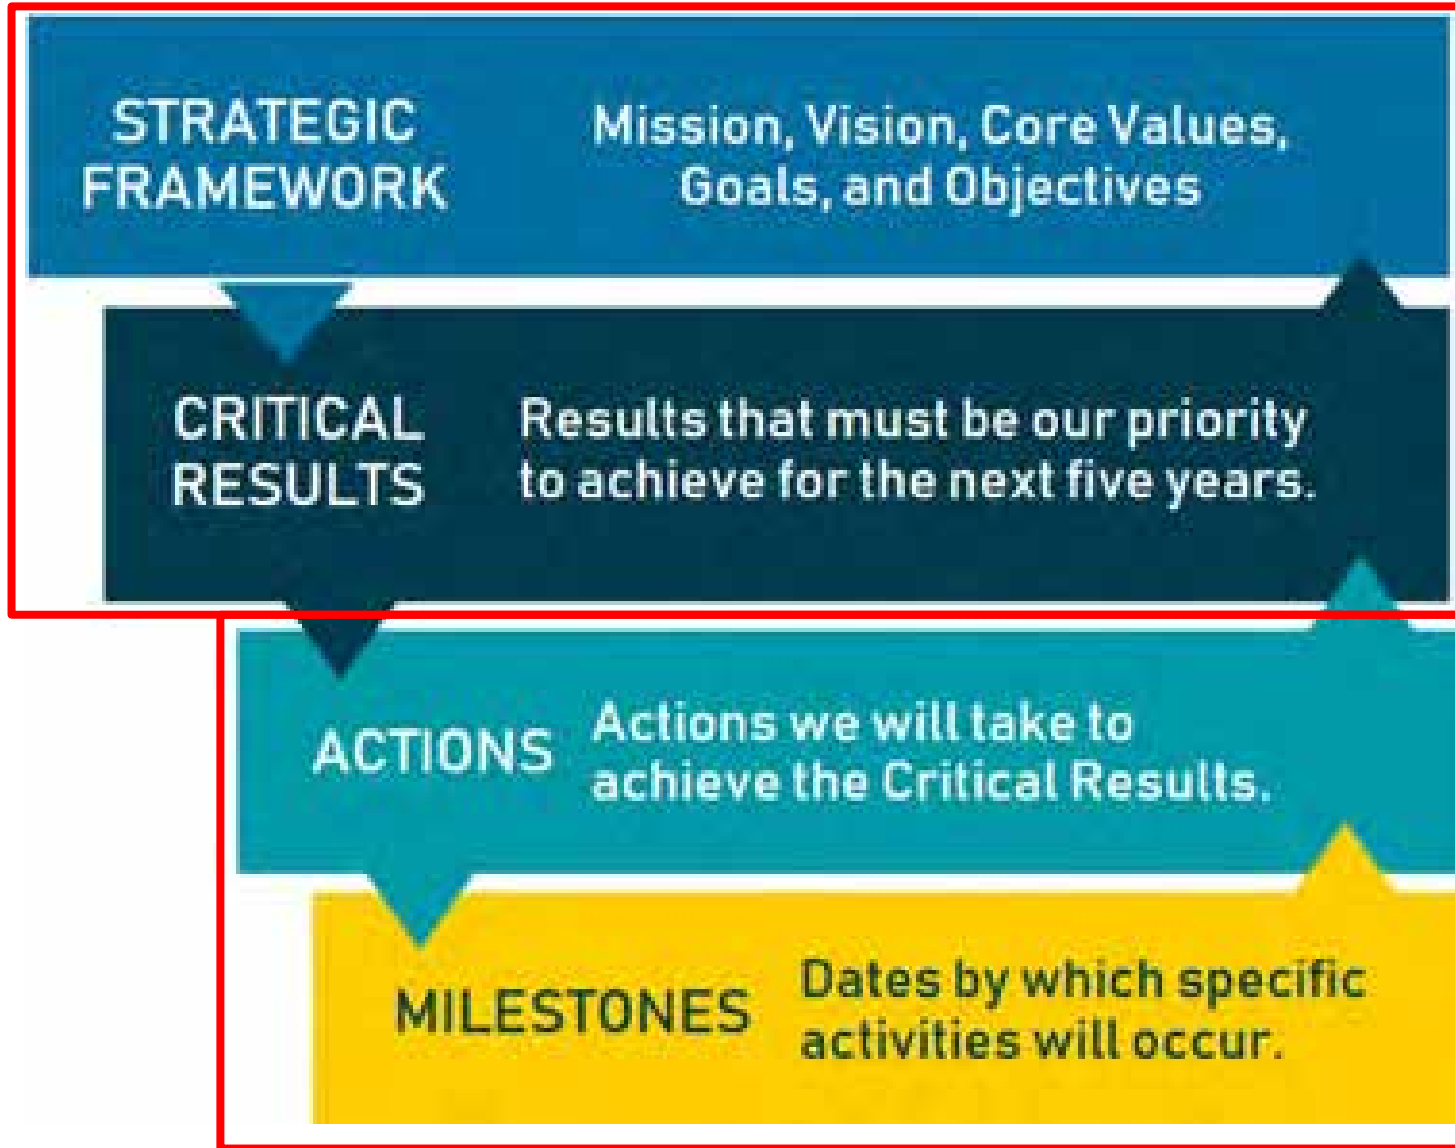 STRATEGIC
FRAMEWORK
Mission, Vision, Core Values,
Goals, and Objectives
CRITICAL
RESULTS
Results that must be our priority
to achieve for the next five years.
ACTIONS
Actions we will take to
achieve the Critical Results.
MILESTONES
Dates by which specific
activities will occur.